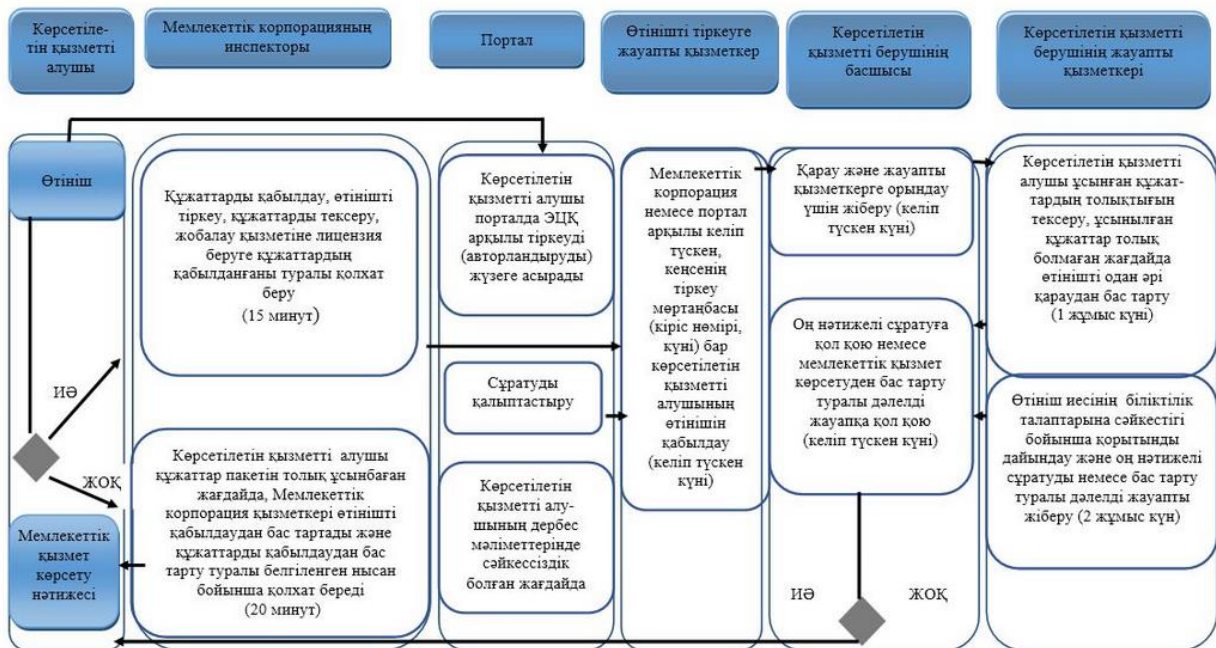 Көрсетіле-
тін қызметті
алушы
Мемлекеттік корпорацияның
инспекторы
Портал
Өтінішті тіркеуге
жауапты қызметкер
Көрсетілетін
қызметті берушінің
басшысы
Көрсетілетін қызметті
берушінің жауапты
қызметкері
Өтініш
ИӘ
ЖОҚ
Мемлекеттік
қызмет
көрсету
нәтижесі
Құжаттарды қабылдау, өтінішті
тіркеу, құжаттарды тексеру,
жобалау қызметіне лицензия
беруге құжаттардың
қабылданғаны туралы қолхат
беру
(15 минут)
Көрсетілетін қызметті алушы
құжаттар пакетін толық ұсынбаған
жағдайда, Мемлекеттік
корпорация қызметкері өтінішті
қабылдаудан бас тартады және
құжаттарды қабылдаудан бас
тарту туралы белгіленген нысан
бойынша қолхат береді
(20 минут)
Көрсетілетін
қызметті алушы
порталда ЭЦҚ
арқылы тіркеуді
(авторландыруды)
жүзеге асырады
Сұратуды
қалыптастыру
Көрсетілетін
қызметті алу-
шының дербес
мәліметтерінде
сәйкессіздік
болған жағдайда
Мемлекеттік
корпорация
немесе портал
арқылы келіп
түскен,
кеңсенің
тіркеу
мөртаңбасы
(кіріс нөмірі,
күні) бар
көрсетілетін
қызметті
алушының
өтінішін
қабылдау
(келіп түскен
күні)
Қарау және жауапты
қызметкерге орындау
үшін жіберу (келіп
түскен күні)
Оң нәтижелі сұратуға
қол қою немесе
мемлекеттік қызмет
көрсетуден бас тарту
туралы дәлелді
жауапқа қол қою
(келіп түскен күні)
ИӘ
ЖОҚ
Көрсетілетін қызметті
алушы ұсынған құжат-
тардың толықтығын
тексеру, ұсынылған
құжаттар толық
болмаған жағдайда
өтінішті одан әрі
қараудан бас тарту
(1 жұмыс күні)
Өтініш иесінің біліктілік
талаптарына сәйкестігі
бойынша қорытынды
дайындау және оң нәтижелі
сұратуды немесе бас тарту
туралы дәлелді жауапты
жіберу (2 жұмыс күн)